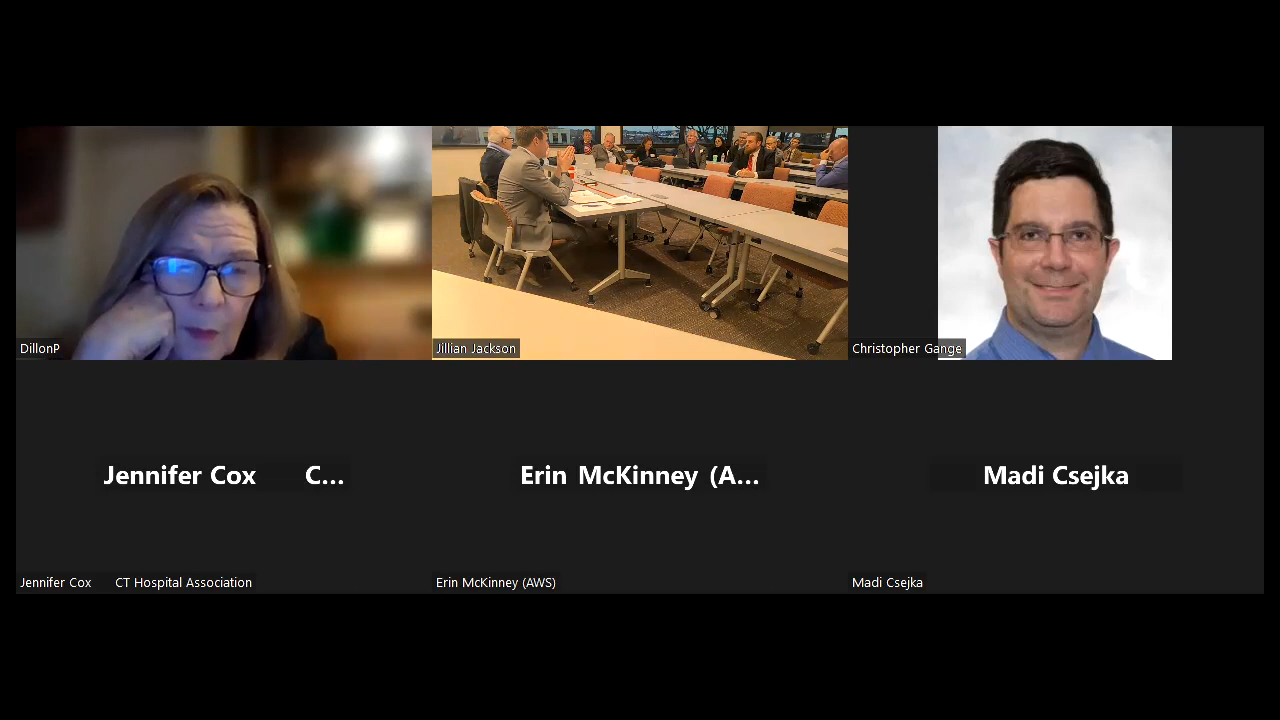 DillonP
Jillian Jackson
Christopher Gange
Jennifer Cox C...
Erin McKinney (A...
Madi Csejka
Jennifer Cox CT Hospital Association
Erin McKinney (AWS)
Madi Csejka